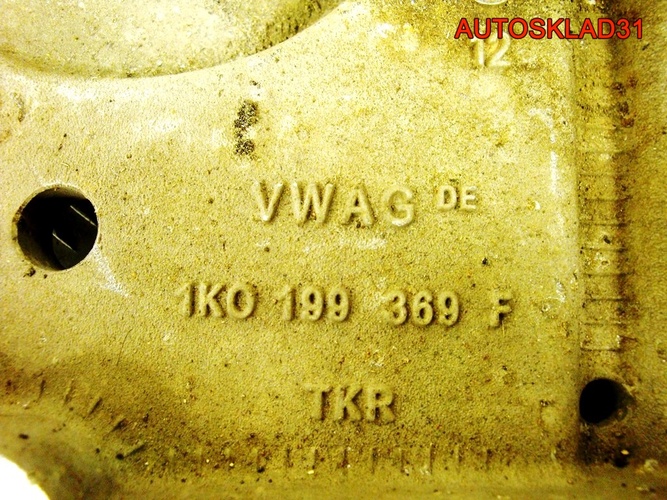 AUTOSKLAD31
12
VWAG DE
1K0 199 369 F
TKR